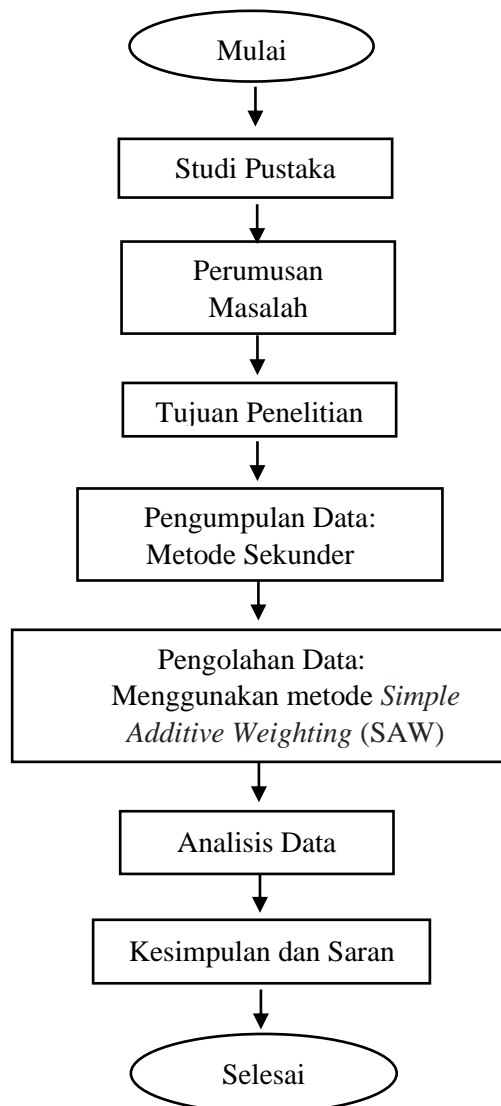 Mulai
Studi Pustaka
Perumusan
Masalah
Tujuan Penelitian
Pengumpulan Data:
Metode Sekunder
Pengolahan Data:
Menggunakan metode Simple
Additive Weighting (SAW)
Analisis Data
Kesimpulan dan Saran
Selesai